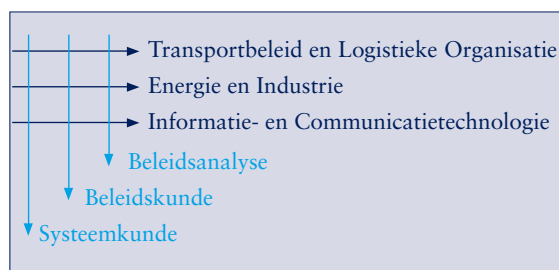 Transportbeleid en Logistieke Organisatie
Energie en Industrie
Informatie- en Communicatietechnologie
Beleidsanalyse
Beleidskunde
Systeemkunde